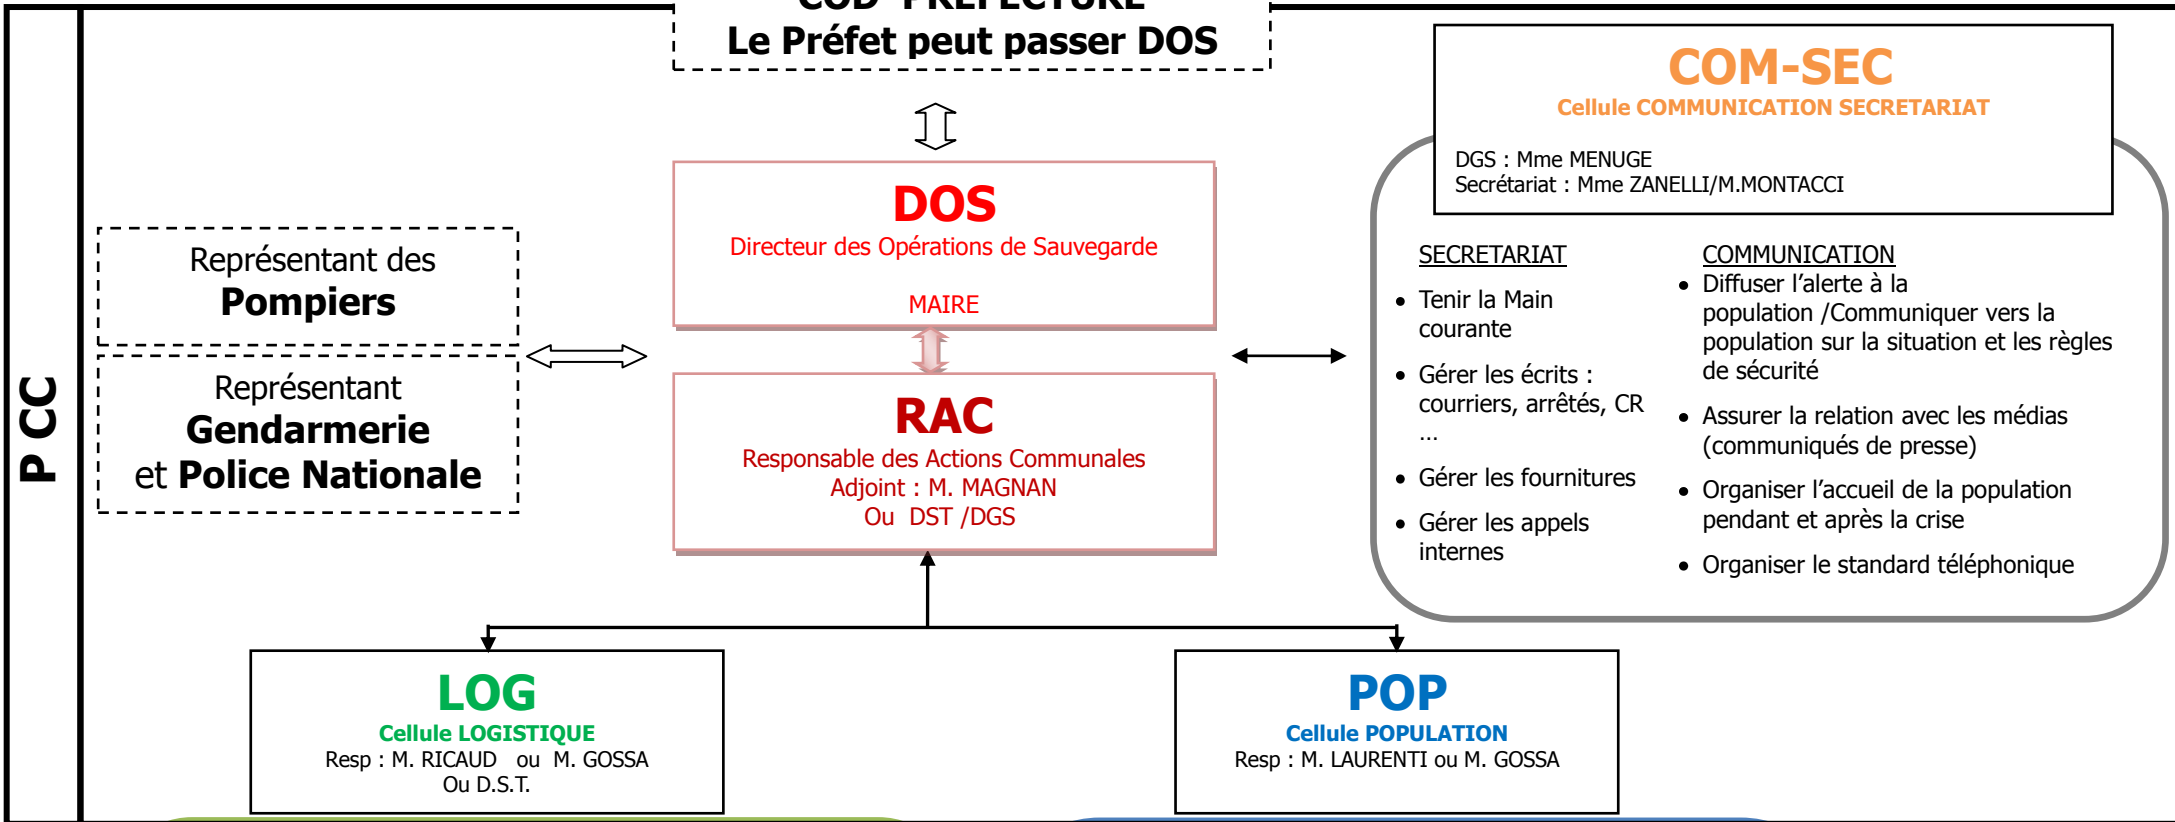 COD PREFECTURE
Le Préfet peut passer DOS
COM-SEC
Cellule COMMUNICATION SECRETARIAT
DGS : Mme MENUGE
Secrétariat : Mme ZANELLI/M.MONTACCI
SECRETARIAT
• Tenir la Main
courante
• Gérer les écrits :
courriers, arrêtés, CR
…
• Gérer les fournitures
• Gérer les appels
internes
COMMUNICATION
• Diffuser l’alerte à la
population /Communiquer vers la
population sur la situation et les règles
de sécurité
• Assurer la relation avec les médias
(communiqués de presse)
• Organiser l’accueil de la population
pendant et après la crise
• Organiser le standard téléphonique
DOS
Directeur des Opérations de Sauvegarde
MAIRE
Représentant des
Pompiers
Représentant
Gendarmerie
et Police Nationale
P CC
RAC
Responsable des Actions Communales
Adjoint : M. MAGNAN
Ou DST /DGS
LOG
Cellule LOGISTIQUE
Resp : M. RICAUD ou M. GOSSA
Ou D.S.T.
POP
Cellule POPULATION
Resp : M. LAURENTI ou M. GOSSA